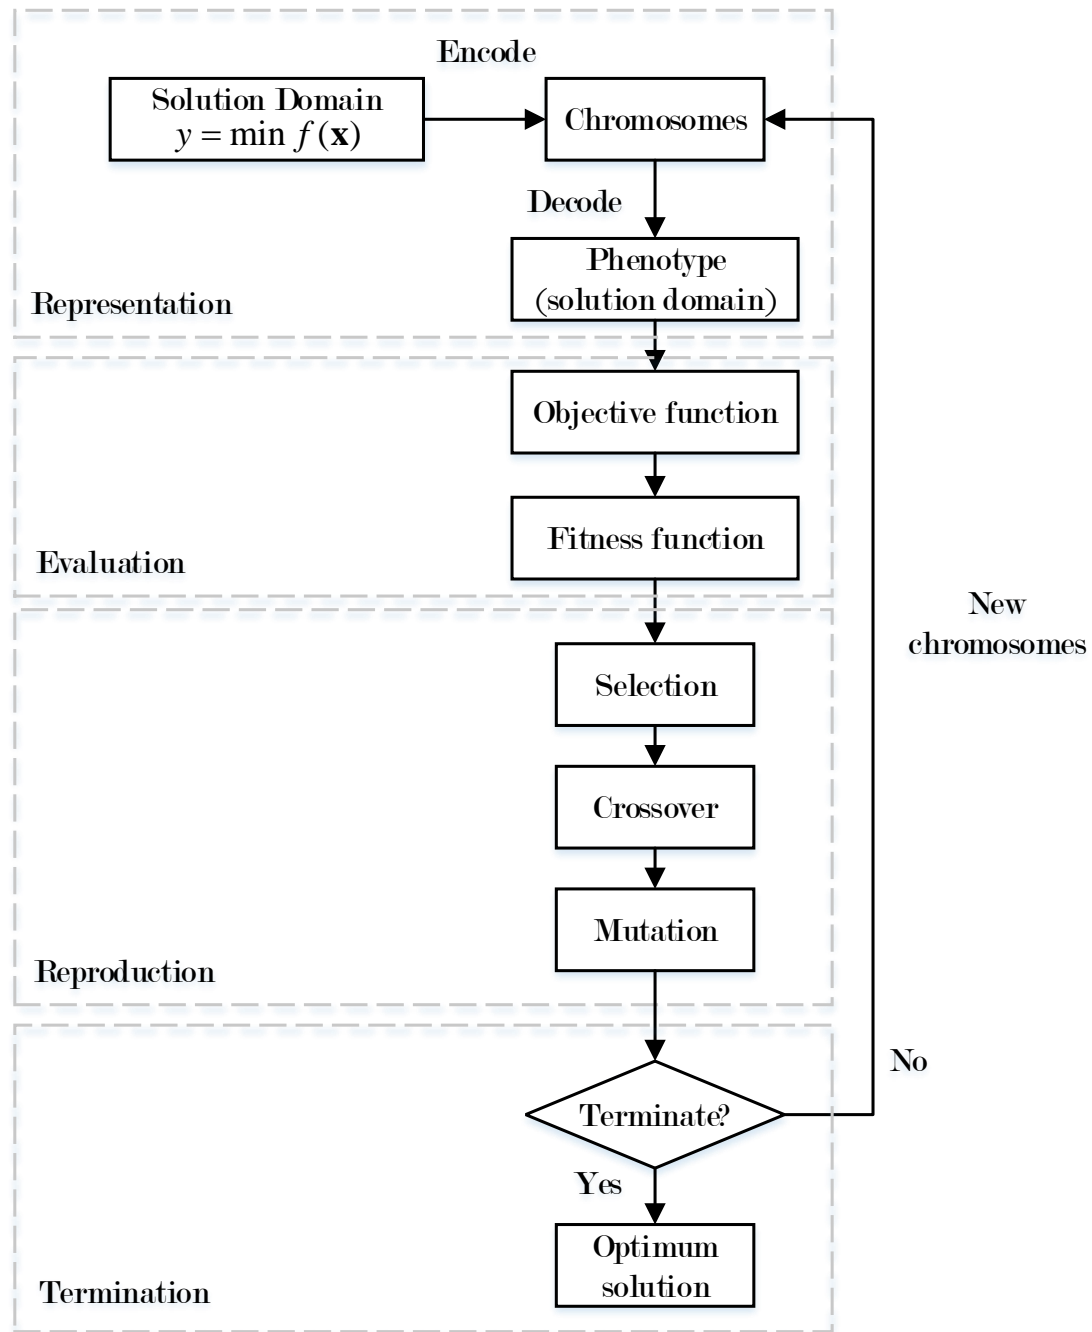 Encode
Solution Domain
y = min f (x)
Chromosomes
Decode
Phenotype
(solution domain)
Representation
Objective function
Fitness function
Evaluation
New
chromosomes
Selection
Crossover
Mutation
Reproduction
No
Terminate?
Yes
Optimum
solution
Termination